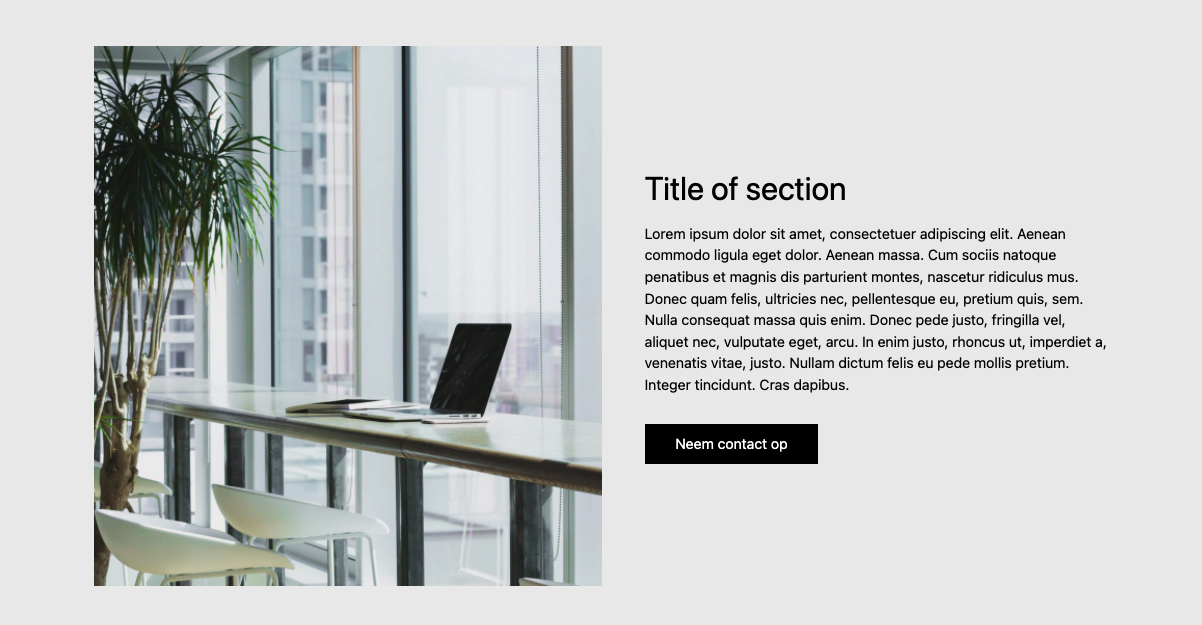 Title of section
Lorem ipsum dolor sit amet, consectetuer adipiscing elit. Aenean
commodo ligula eget dolor. Aenean massa. Cum sociis natoque
penatibus et magnis dis parturient montes, nascetur ridiculus mus.
Donec quam felis, ultricies nec, pellentesque eu, pretium quis, sem.
Nulla consequat massa quis enim. Donec pede justo, fringilla vel,
aliquet nec, vulputate eget, arcu. In enim justo, rhoncus ut, imperdiet a,
venenatis vitae, justo. Nullam dictum felis eu pede mollis pretium.
Integer tincidunt. Cras dapibus.
Neem contact op